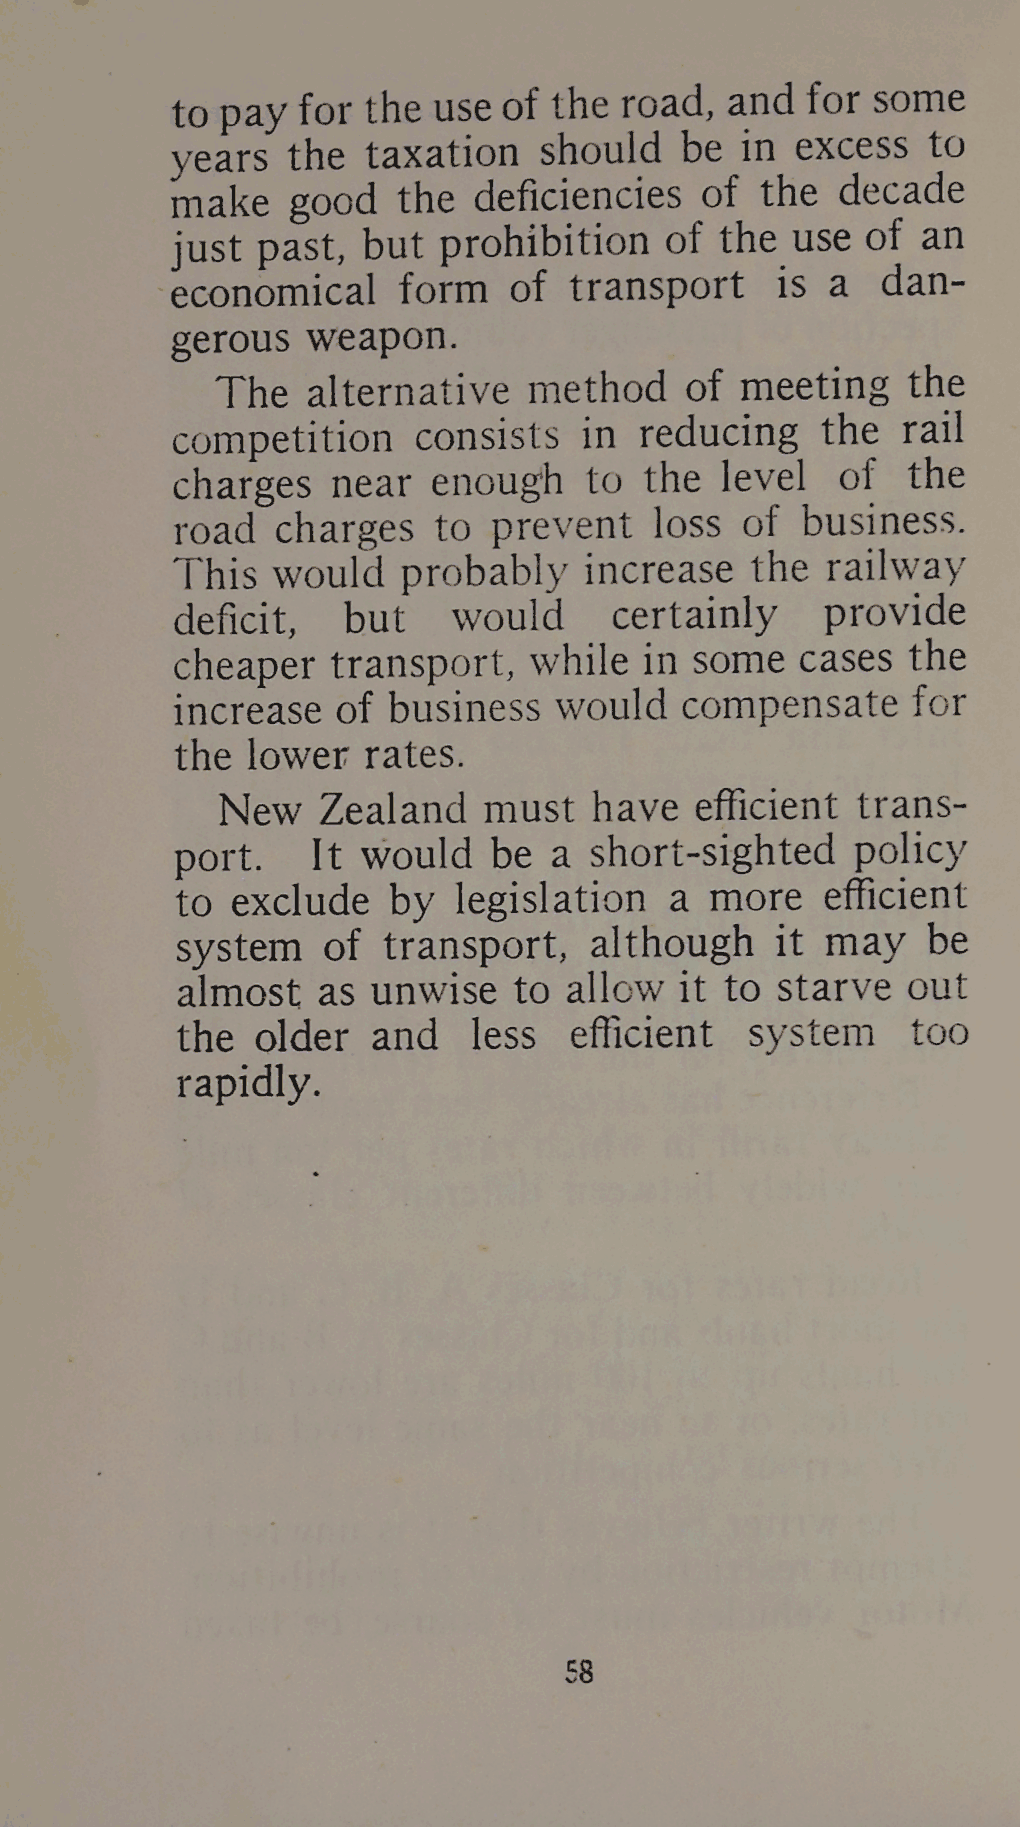 to pay for the use of the road, and for some
years the taxation should be in excess to
make good the deficiencies of the decade
just past, but prohibition of the use of an
economical form of transport is a dan-
gerous weapon.
The alternative method of meeting the
competition consists in reducing the rail
charges near enough to the level of the
road charges to prevent loss of business.
This would probably increase the railway
deficit, but would certainly provide
cheaper transport, while in some cases the
increase of business would compensate for
the lower rates.
New Zealand must have efficient trans-
port. It would be a short-sighted policy
to exclude by legislation a more efficient
system of transport, although it may be
almost as unwise to allow it to starve out
the older and less efficient system too
rapidly.
58